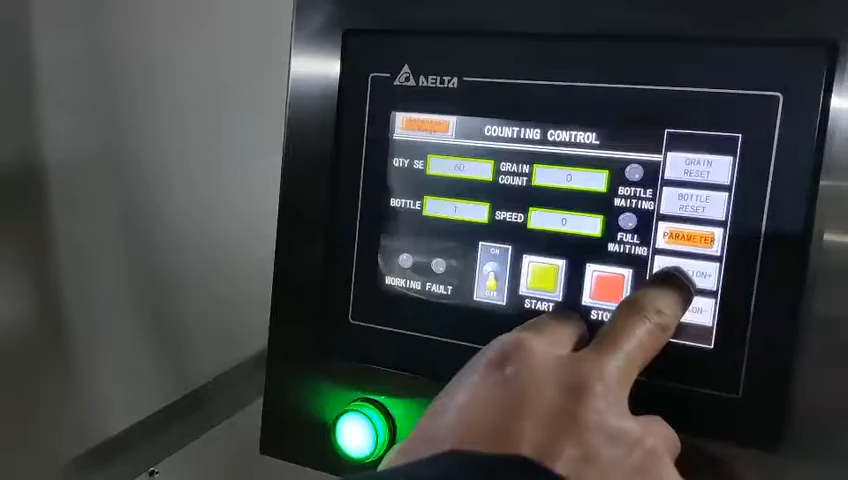 DELTA
COUNTING CONTROL
QTY SE
60
GRAIN
COUNT
0
BOTTLE
WAITING
GRAIN
RESET
BOTTLE
1
SPEED
0
FULL
WAITING
BOTTLE
RESET
PARAMETER
WORKING
FAULT
ON
OFF
START